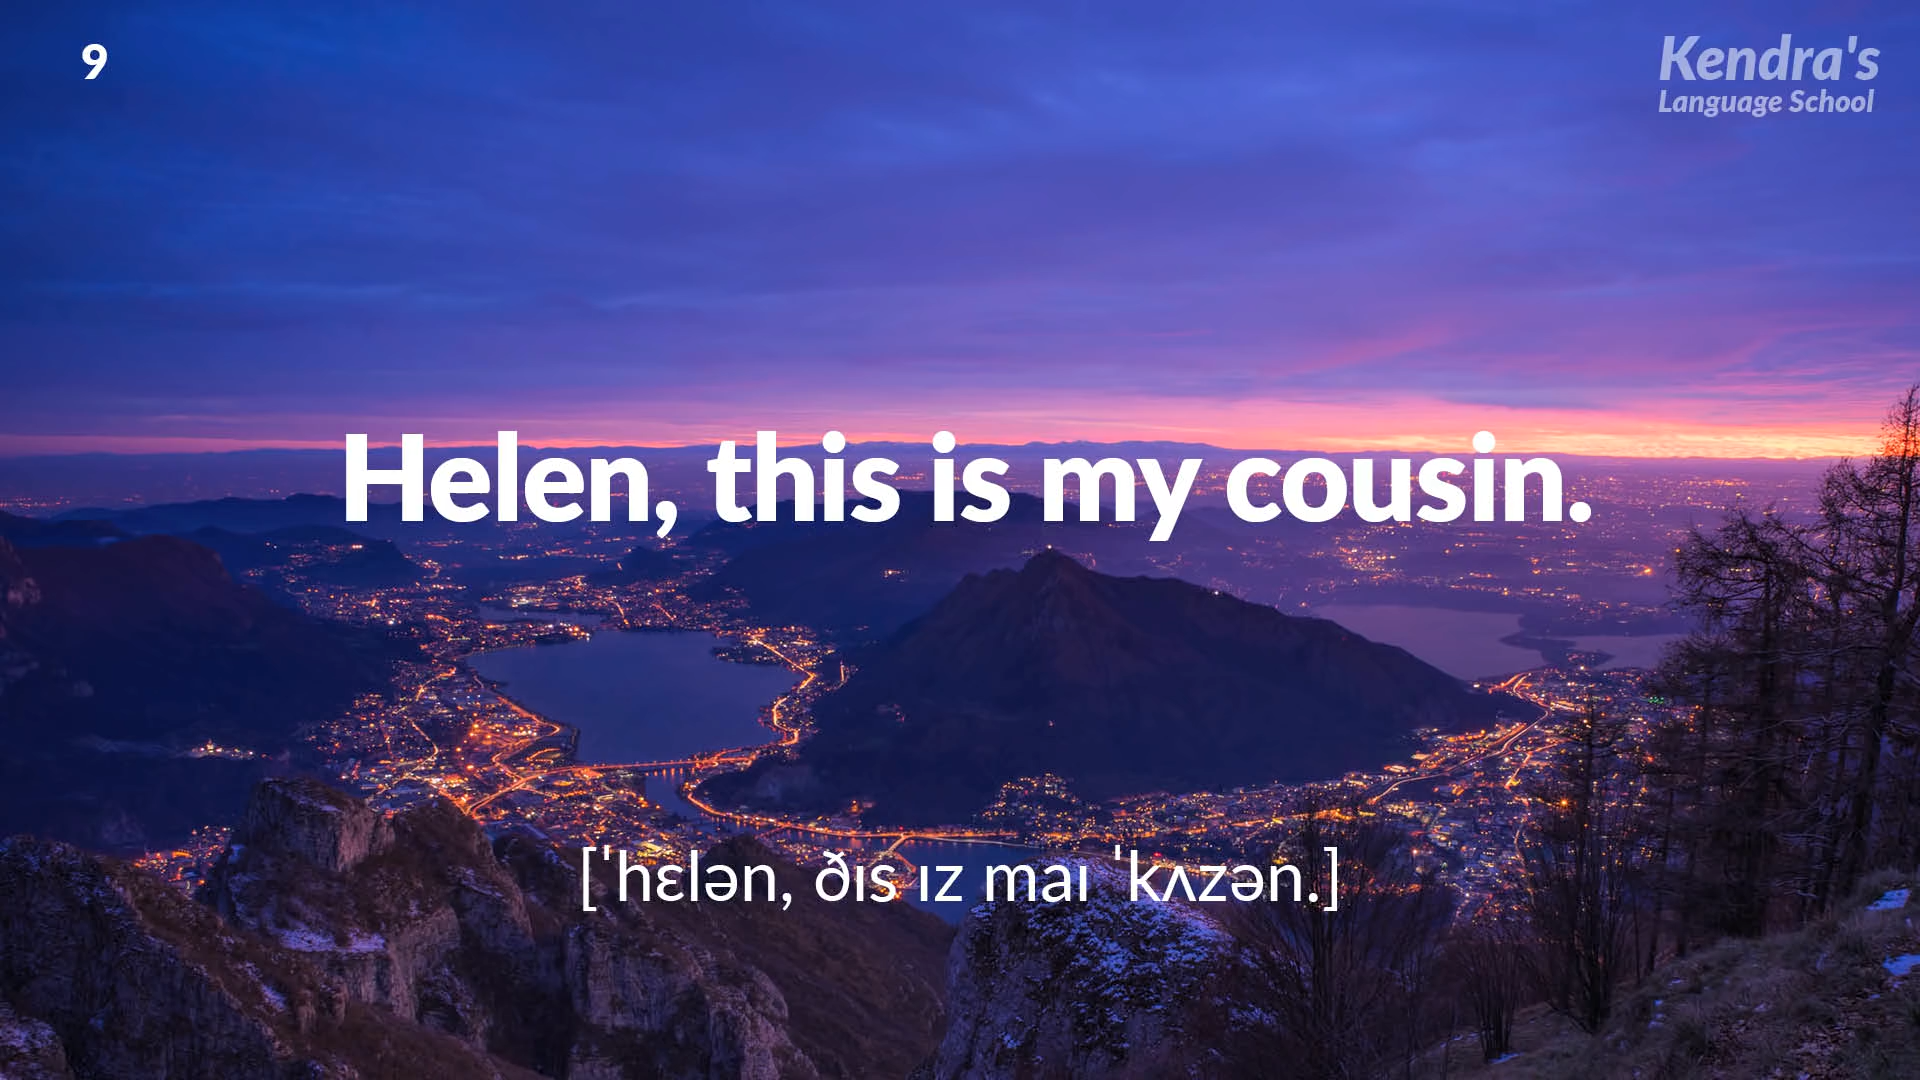 9
Kendra's
Language School
Helen, this is my cousin.
[ˈhɛlən, ðɪs ɪz maɪ ˈkʌzən.]